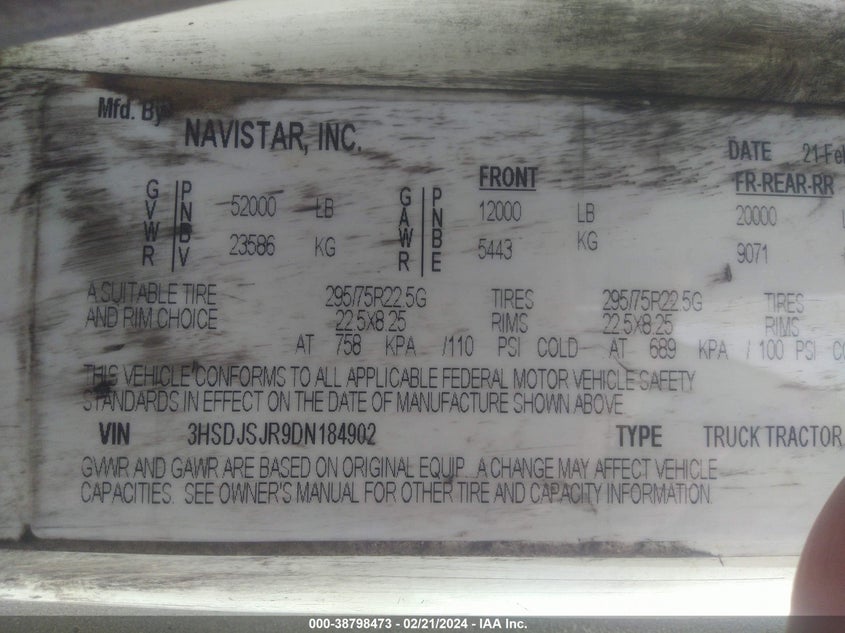 Mfd. By
NAVISTAR, INC.
DATE 21-Fe
FRONT FR-REAR-RR
GVWR PNBV 52000 LB GAWR PNBE 12000 LB 20000
23586 KG 5443 KG 9071
A SUITABLE TIRE 295/75R22.5G TIRES 295/75R22.5G TIRES
AND RIM CHOICE 22.5X8.25 RIMS 22.5X8.25 RIMS
AT 758 KPA /110 PSI COLD AT 689 KPA / 100 PSI CO
THIS VEHICLE CONFORMS TO ALL APPLICABLE FEDERAL MOTOR VEHICLE SAFETY
STANDARDS IN EFFECT ON THE DATE OF MANUFACTURE SHOWN ABOVE
VIN 3HSDJSJR9DN184902 TYPE TRUCK TRACTOR
GVWR AND GAWR ARE BASED ON ORIGINAL EQUIP. A CHANGE MAY AFFECT VEHICLE
CAPACITIES. SEE OWNER'S MANUAL FOR OTHER TIRE AND CAPACITY INFORMATION.
000-38798473 - 02/21/2024 - IAA Inc.